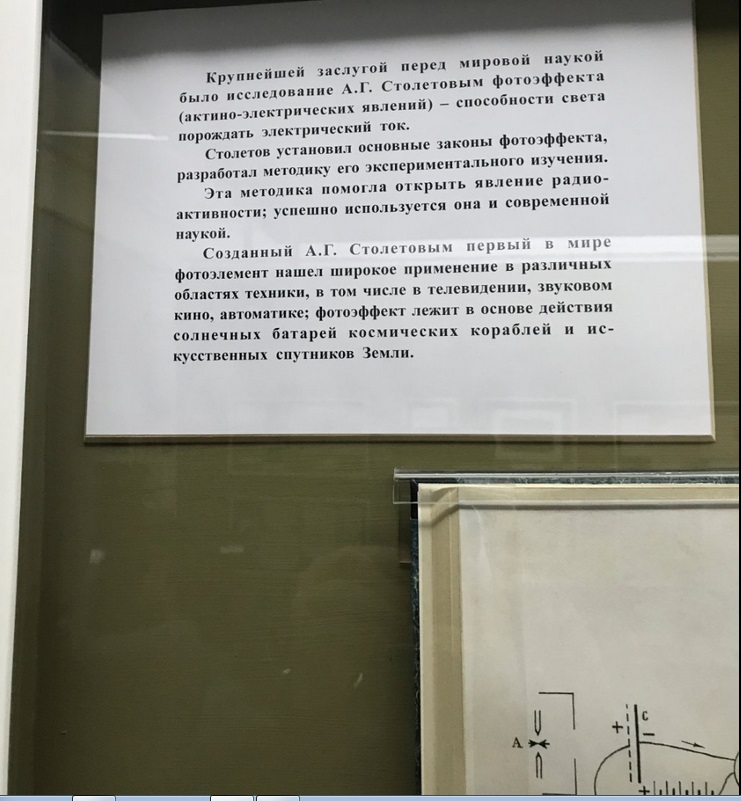 Крупнейшей заслугой перед мировой наукой
было исследование А.Г. Столетовым фотоэффекта
(актино-электрических явлений) – способности света
порождать электрический ток.
Столетов установил основные законы фотоэффекта,
разработал методику его экспериментального изучения.
Эта методика помогла открыть явление радио-
активности; успешно используется она и современной
наукой.
Созданный А.Г. Столетовым первый в мире
фотоэлемент нашел широкое применение в различных
областях техники, в том числе в телевидении, звуковом
кино, автоматике; фотоэффект лежит в основе действия
солнечных батарей космических кораблей и ис-
кусственных спутников Земли.
С
+
–
А
+